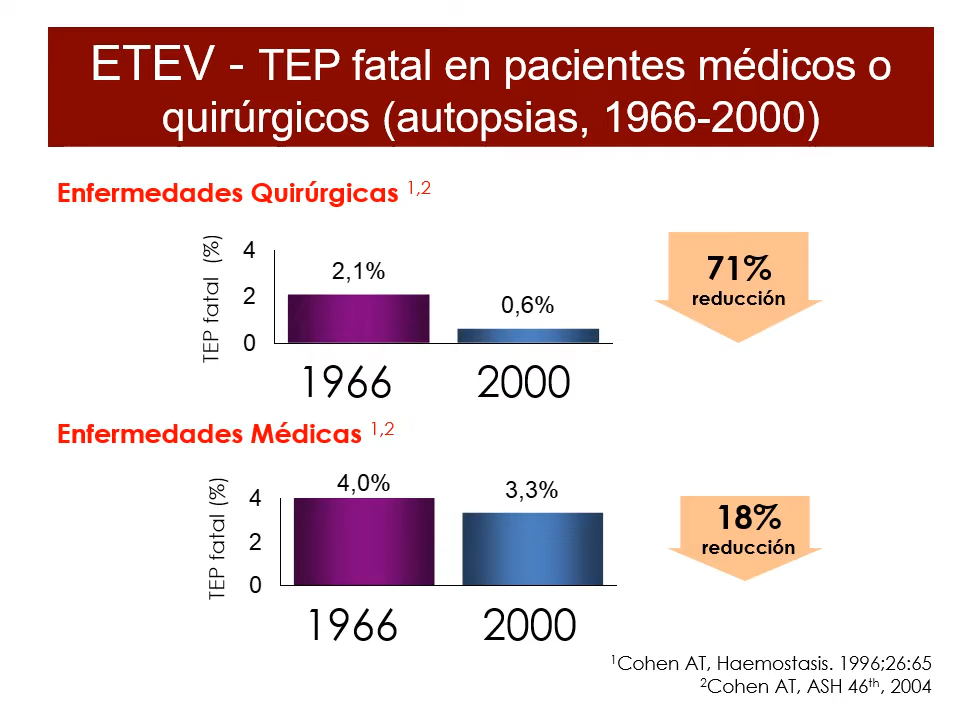 ETEV - TEP fatal en pacientes médicos o
quirúrgicos (autopsias, 1966-2000)
Enfermedades Quirúrgicas 1,2
TEP fatal (%)
4
2
0
2,1%
0,6%
1966
2000
71%
reducción
Enfermedades Médicas 1,2
TEP fatal (%)
4
2
0
4,0%
3,3%
1966
2000
18%
reducción
1Cohen AT, Haemostasis. 1996;26:65
2Cohen AT, ASH 46th, 2004